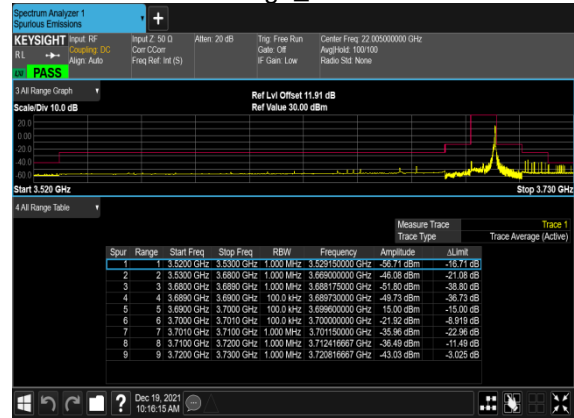 Spectrum Analyzer 1
Spurious Emissions
+
KEYSIGHT Input: RF Input Z: 50 Ω Atten: 20 dB Trig: Free Run Center Freq: 22.005000000 GHz
RL Coupling: DC Corr CCorr Gate: Off Avg|Hold: 100/100
Align: Auto Freq Ref: Int (S) IF Gain: Low Radio Std: None
PASS
3 All Range Graph
Ref Lvl Offset 11.91 dB
Scale/Div 10.0 dB Ref Value 30.00 dBm
20.0
0.00
-20.0
-40.0
-60.0
Start 3.520 GHz Stop 3.730 GHz
4 All Range Table
Measure Trace Trace 1
Trace Type Trace Average (Active)
Spur Range Start Freq Stop Freq RBW Frequency Amplitude ΔLimit
1 1 3.5200 GHz 3.5300 GHz 1.000 MHz 3.529150000 GHz -56.71 dBm -16.71 dB
2 2 3.5300 GHz 3.6800 GHz 1.000 MHz 3.669000000 GHz -46.08 dBm -21.08 dB
3 3 3.6800 GHz 3.6890 GHz 1.000 MHz 3.688175000 GHz -51.80 dBm -38.80 dB
4 4 3.6890 GHz 3.6900 GHz 100.0 kHz 3.689730000 GHz -49.73 dBm -36.73 dB
5 5 3.6900 GHz 3.7000 GHz 100.0 kHz 3.699600000 GHz 15.00 dBm -15.00 dB
6 6 3.7000 GHz 3.7010 GHz 100.0 kHz 3.700000000 GHz -21.92 dBm -8.919 dB
7 7 3.7010 GHz 3.7100 GHz 1.000 MHz 3.701150000 GHz -35.96 dBm -22.96 dB
8 8 3.7100 GHz 3.7200 GHz 1.000 MHz 3.712416667 GHz -36.49 dBm -11.49 dB
9 9 3.7200 GHz 3.7300 GHz 1.000 MHz 3.720816667 GHz -43.03 dBm -3.025 dB
? Dec 19, 2021
10:16:15 AM